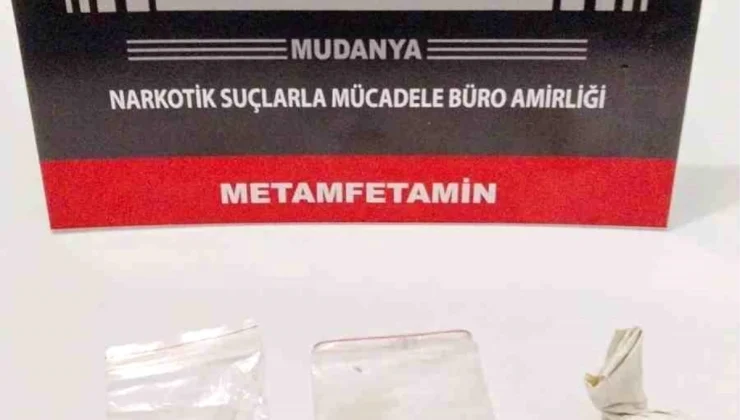 MUDANYA
NARKOTİK SUÇLARLA MÜCADELE BÜRO AMİRLİĞİ
METAMFETAMİN